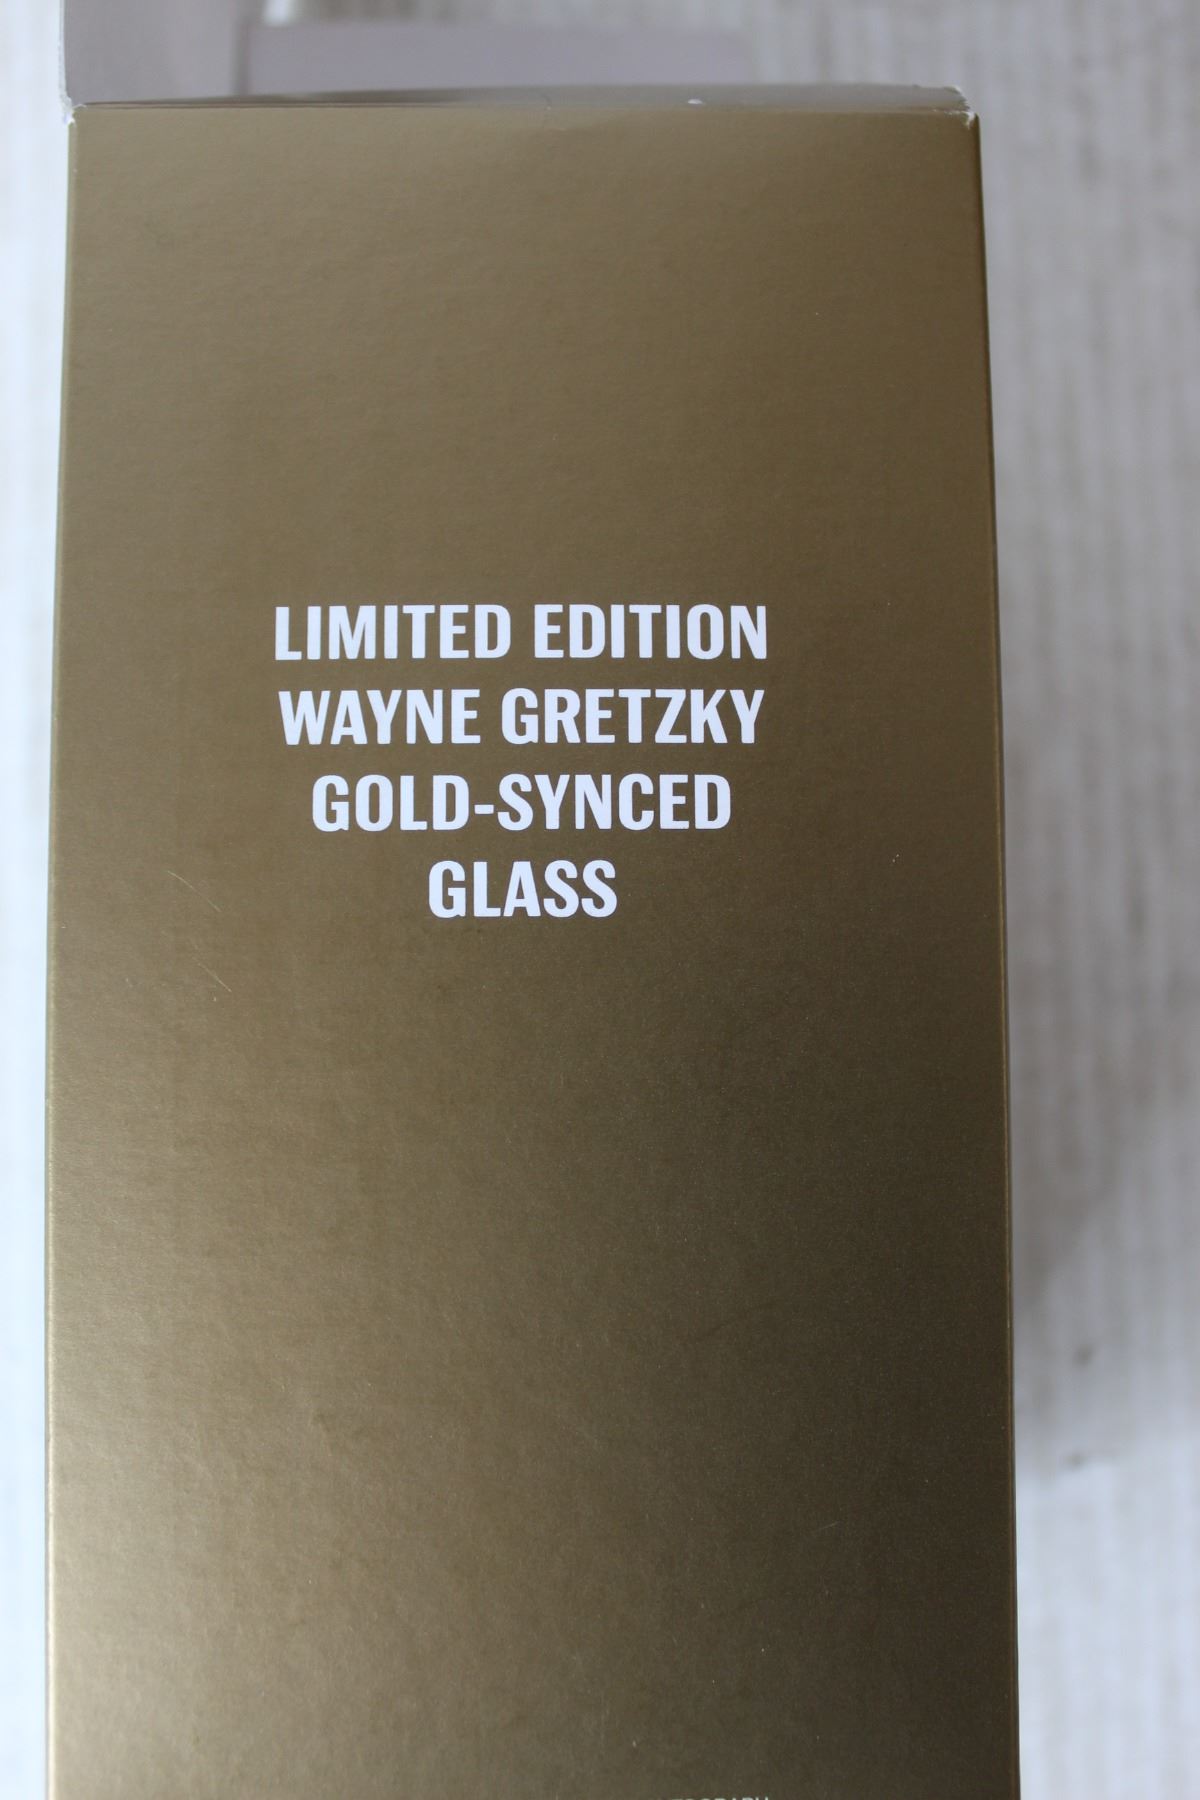 LIMITED EDITION
WAYNE GRETZKY
GOLD-SYNCED
GLASS